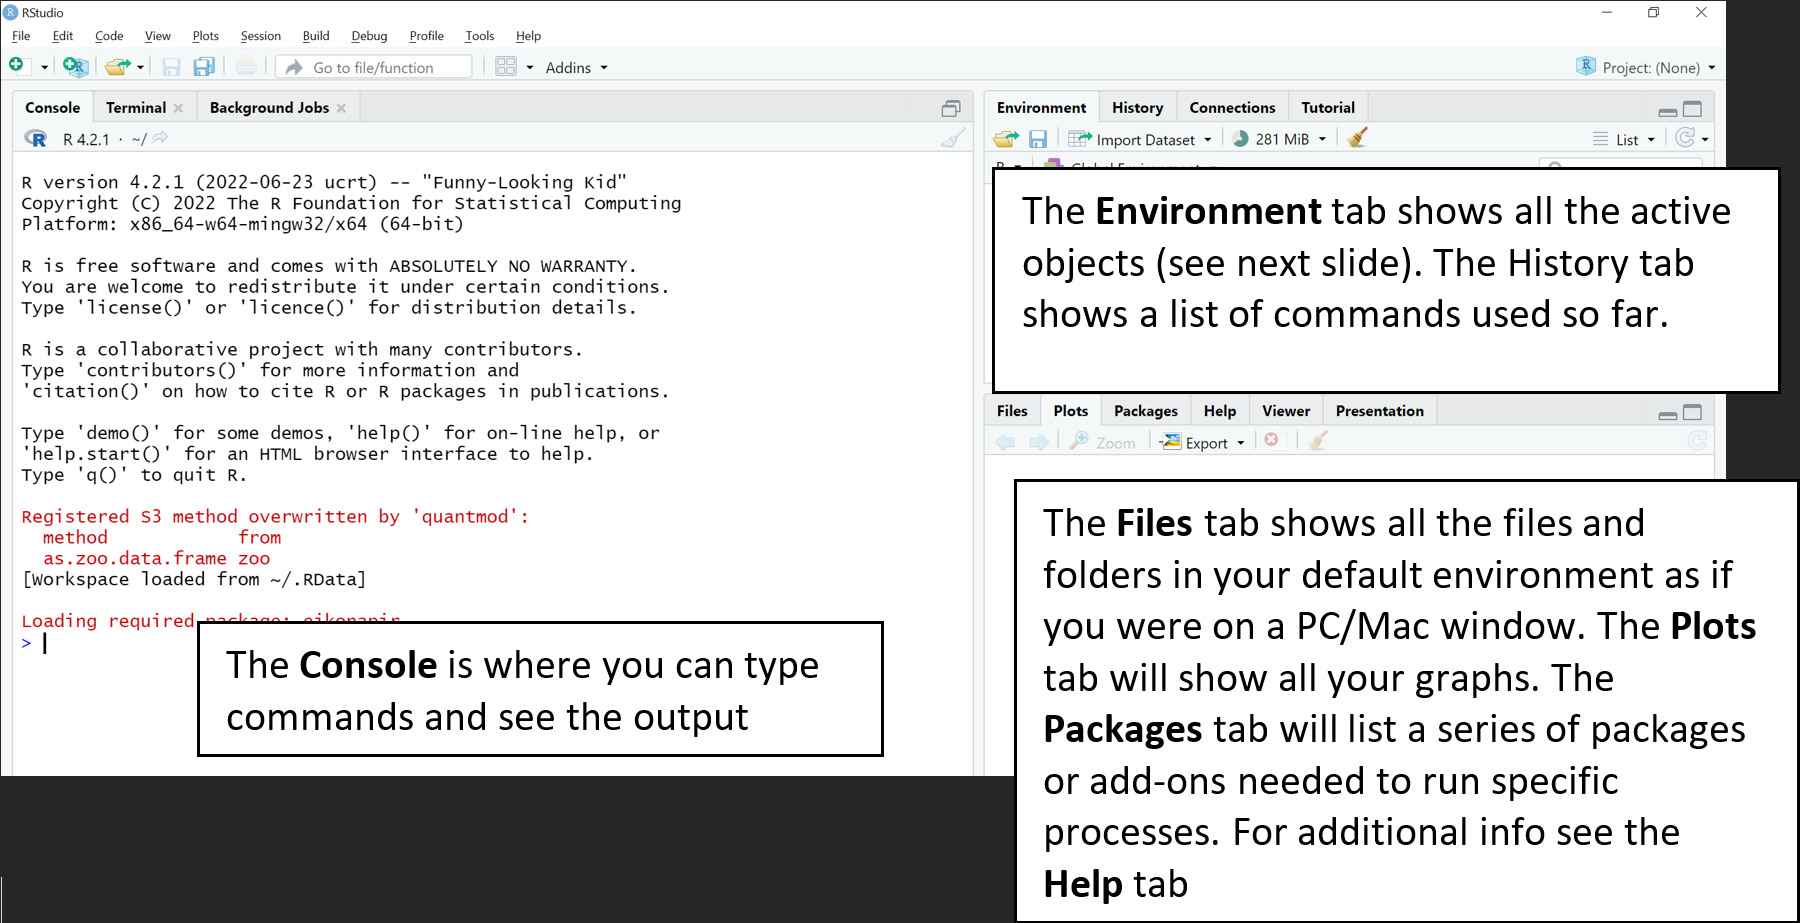 RStudio
File Edit Code View Plots Session Build Debug Profile Tools Help
Go to file/function Addins Project: (None)
Console Terminal Background Jobs
R 4.2.1 · ~/
R version 4.2.1 (2022-06-23 ucrt) -- "Funny-Looking Kid"
Copyright (C) 2022 The R Foundation for Statistical Computing
Platform: x86_64-w64-mingw32/x64 (64-bit)
R is free software and comes with ABSOLUTELY NO WARRANTY.
You are welcome to redistribute it under certain conditions.
Type 'license()' or 'licence()' for distribution details.
R is a collaborative project with many contributors.
Type 'contributors()' for more information and
'citation()' on how to cite R or R packages in publications.
Type 'demo()' for some demos, 'help()' for on-line help, or
'help.start()' for an HTML browser interface to help.
Type 'q()' to quit R.
Registered S3 method overwritten by 'quantmod':
method from
as.zoo.data.frame zoo
[Workspace loaded from ~/.RData]
Loading required package: eikonapir
>
The Console is where you can type
commands and see the output
Environment History Connections Tutorial
Import Dataset 281 MiB List
R Global Environment
The Environment tab shows all the active
objects (see next slide). The History tab
shows a list of commands used so far.
Files Plots Packages Help Viewer Presentation
Zoom Export
The Files tab shows all the files and
folders in your default environment as if
you were on a PC/Mac window. The Plots
tab will show all your graphs. The
Packages tab will list a series of packages
or add-ons needed to run specific
processes. For additional info see the
Help tab